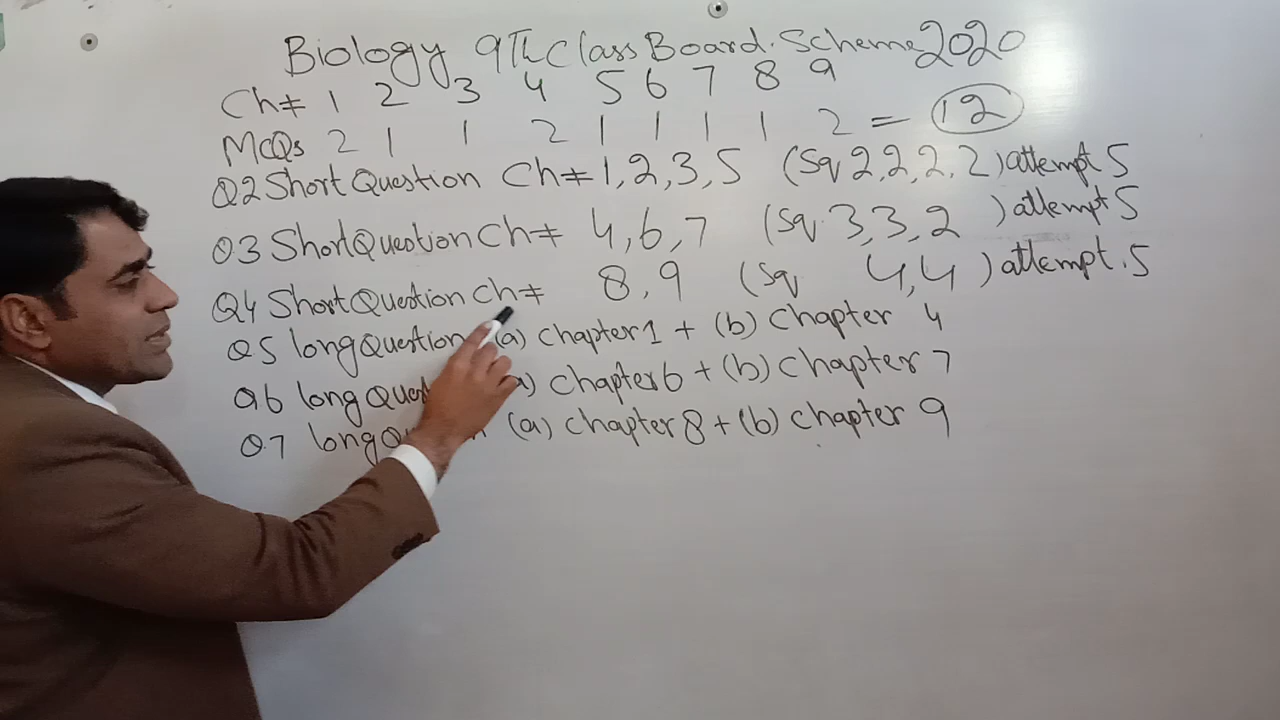 Biology 9Th Class Board. Scheme 2020
Ch# 1 2 3 4 5 6 7 8 9
MCQs 2 1 1 2 1 1 1 1 2 = 12
Q2 Short Question Ch# 1,2,3,5 (Sq 2,2,2,2) attempt 5
Q3 Short Question Ch# 4,6,7 (Sq. 3,3,2 ) attempt 5
Q4 Short Question Ch# 8,9 (Sq 4,4) attempt.5
Q5 long Question (a) Chapter 1 + (b) Chapter 4
Q6 long (a) Chapter 6 + (b) Chapter 7
Q.7 long (a) Chapter 8 + (b) Chapter 9